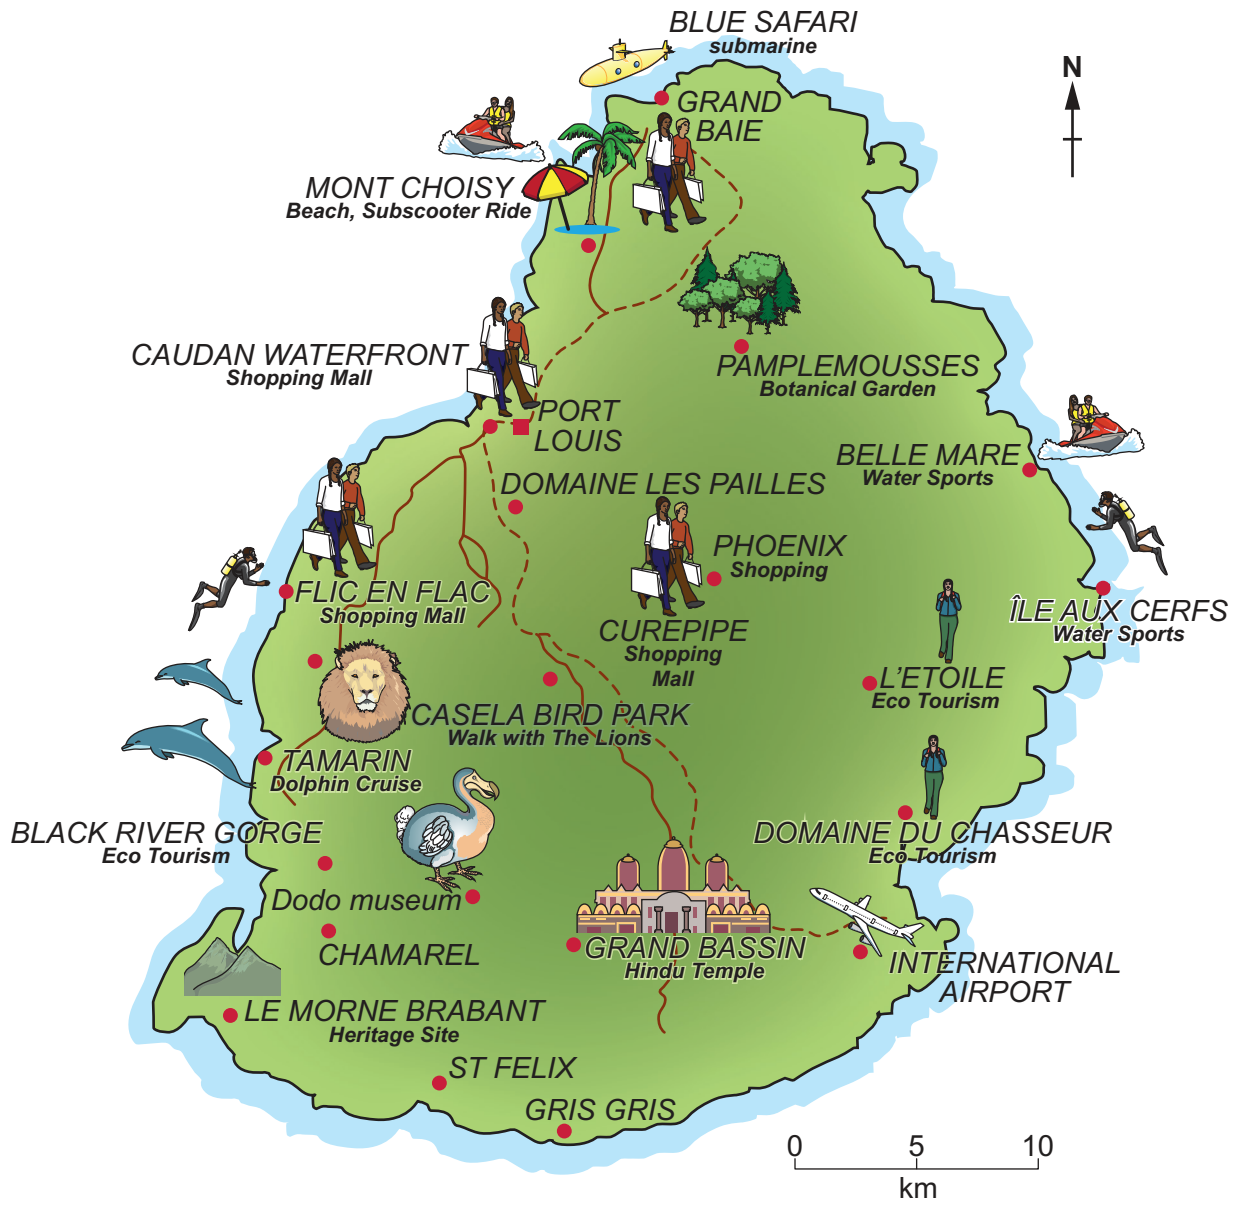 BLUE SAFARI
submarine
N
GRAND
BAIE
MONT CHOISY
Beach, Subscooter Ride
CAUDAN WATERFRONT
Shopping Mall
PAMPLEMOUSSES
Botanical Garden
PORT
LOUIS
BELLE MARE
Water Sports
DOMAINE LES PAILLES
PHOENIX
Shopping
FLIC EN FLAC
Shopping Mall
ÎLE AUX CERFS
Water Sports
CUREPIPE
Shopping
Mall
L'ETOILE
Eco Tourism
CASELA BIRD PARK
Walk with The Lions
TAMARIN
Dolphin Cruise
BLACK RIVER GORGE
Eco Tourism
DOMAINE DU CHASSEUR
Eco Tourism
Dodo museum
CHAMAREL
GRAND BASSIN
Hindu Temple
INTERNATIONAL
AIRPORT
LE MORNE BRABANT
Heritage Site
ST FELIX
GRIS GRIS
0 5 10
km